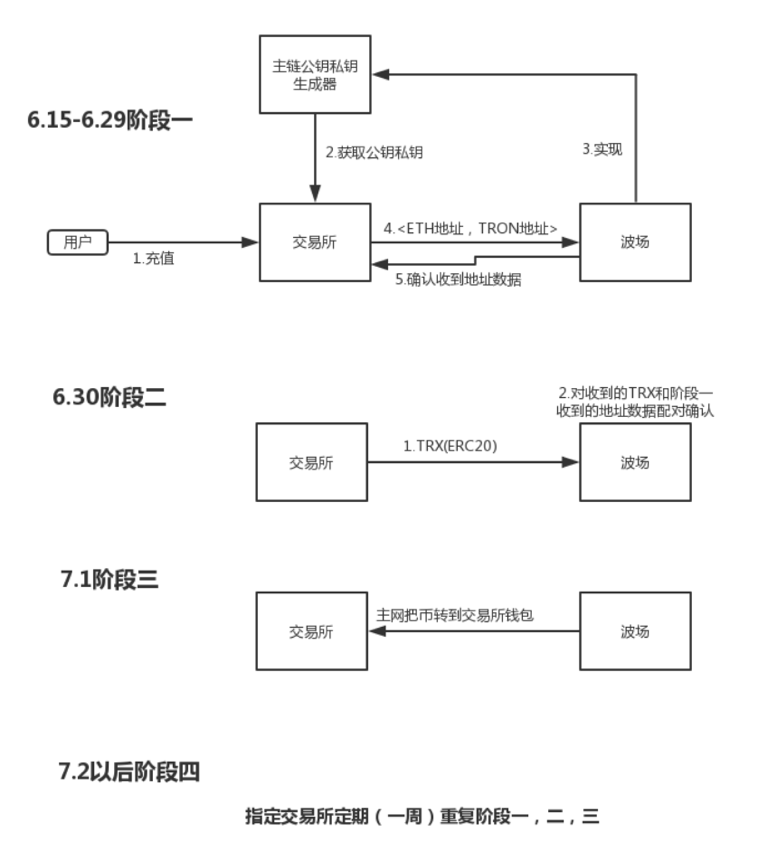 主链公钥私钥
生成器
6.15-6.29阶段一
2.获取公钥私钥
3.实现
用户
1.充值
交易所
4.<ETH地址，TRON地址>
波场
5.确认收到地址数据
6.30阶段二
2.对收到的TRX和阶段一
收到的地址数据配对确认
交易所
1.TRX(ERC20)
波场
7.1阶段三
交易所
主网把币转到交易所钱包
波场
7.2以后阶段四
指定交易所定期（一周）重复阶段一，二，三